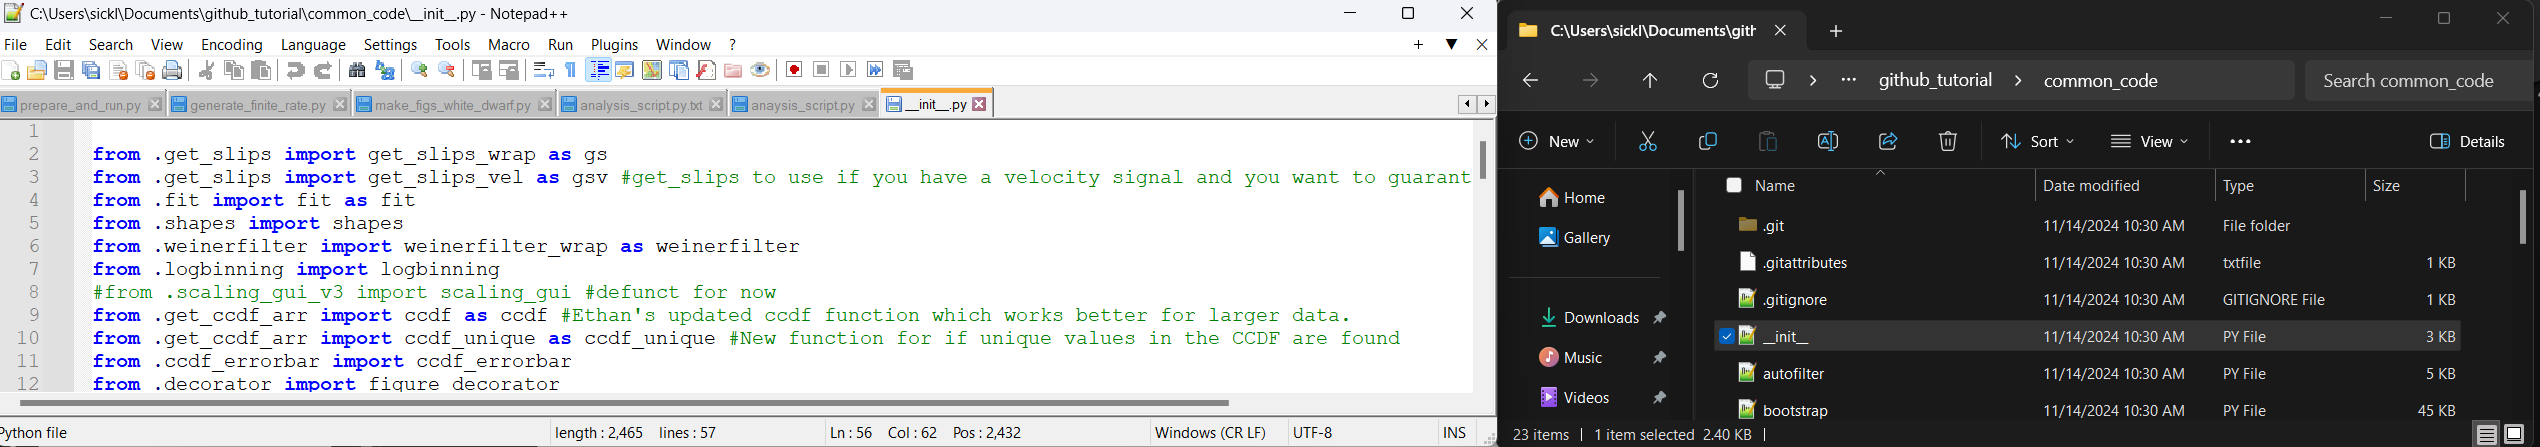 C:\Users\sickl\Documents\github_tutorial\common_code\__init__.py - Notepad++
File Edit Search View Encoding Language Settings Tools Macro Run Plugins Window ?
prepare_and_run.py generate_finite_rate.py make_figs_white_dwarf.py analysis_script.py.txt anaysis_script.py __init__.py
1
2 from .get_slips import get_slips_wrap as gs
3 from .get_slips import get_slips_vel as gsv #get_slips to use if you have a velocity signal and you want to guarant
4 from .fit import fit as fit
5 from .shapes import shapes
6 from .weinerfilter import weinerfilter_wrap as weinerfilter
7 from .logbinning import logbinning
8 #from .scaling_gui_v3 import scaling_gui #defunct for now
9 from .get_ccdf_arr import ccdf as ccdf #Ethan's updated ccdf function which works better for larger data.
10 from .get_ccdf_arr import ccdf_unique as ccdf_unique #New function for if unique values in the CCDF are found
11 from .ccdf_errorbar import ccdf_errorbar
12 from .decorator import figure_decorator
Python file length : 2,465 lines : 57 Ln : 56 Col : 62 Pos : 2,432 Windows (CR LF) UTF-8 INS
C:\Users\sickl\Documents\gith
github_tutorial > common_code Search common_code
New Sort View Details
Home
Gallery
Downloads
Music
Videos
Name Date modified Type Size
.git 11/14/2024 10:30 AM File folder
.gitattributes 11/14/2024 10:30 AM txtfile 1 KB
.gitignore 11/14/2024 10:30 AM GITIGNORE File 1 KB
__init__ 11/14/2024 10:30 AM PY File 3 KB
autofilter 11/14/2024 10:30 AM PY File 5 KB
bootstrap 11/14/2024 10:30 AM PY File 45 KB
23 items 1 item selected 2.40 KB